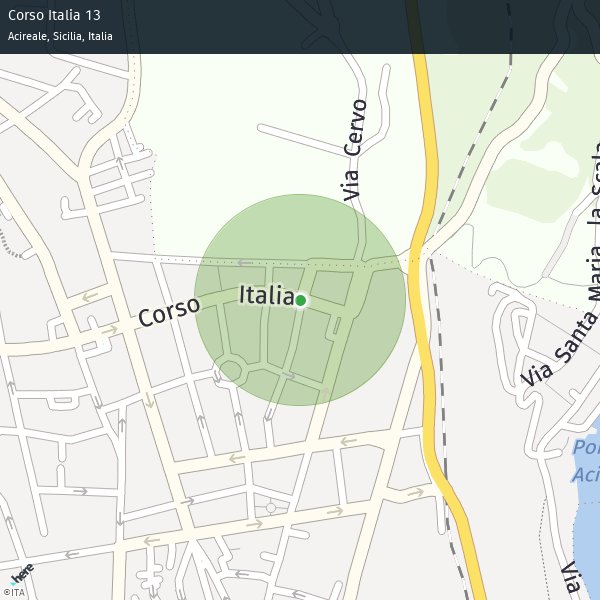 Corso Italia 13
Acireale, Sicilia, Italia
Via Cervo
Via Santa Maria la Scala
Corso Italia
Via
here
©ITA